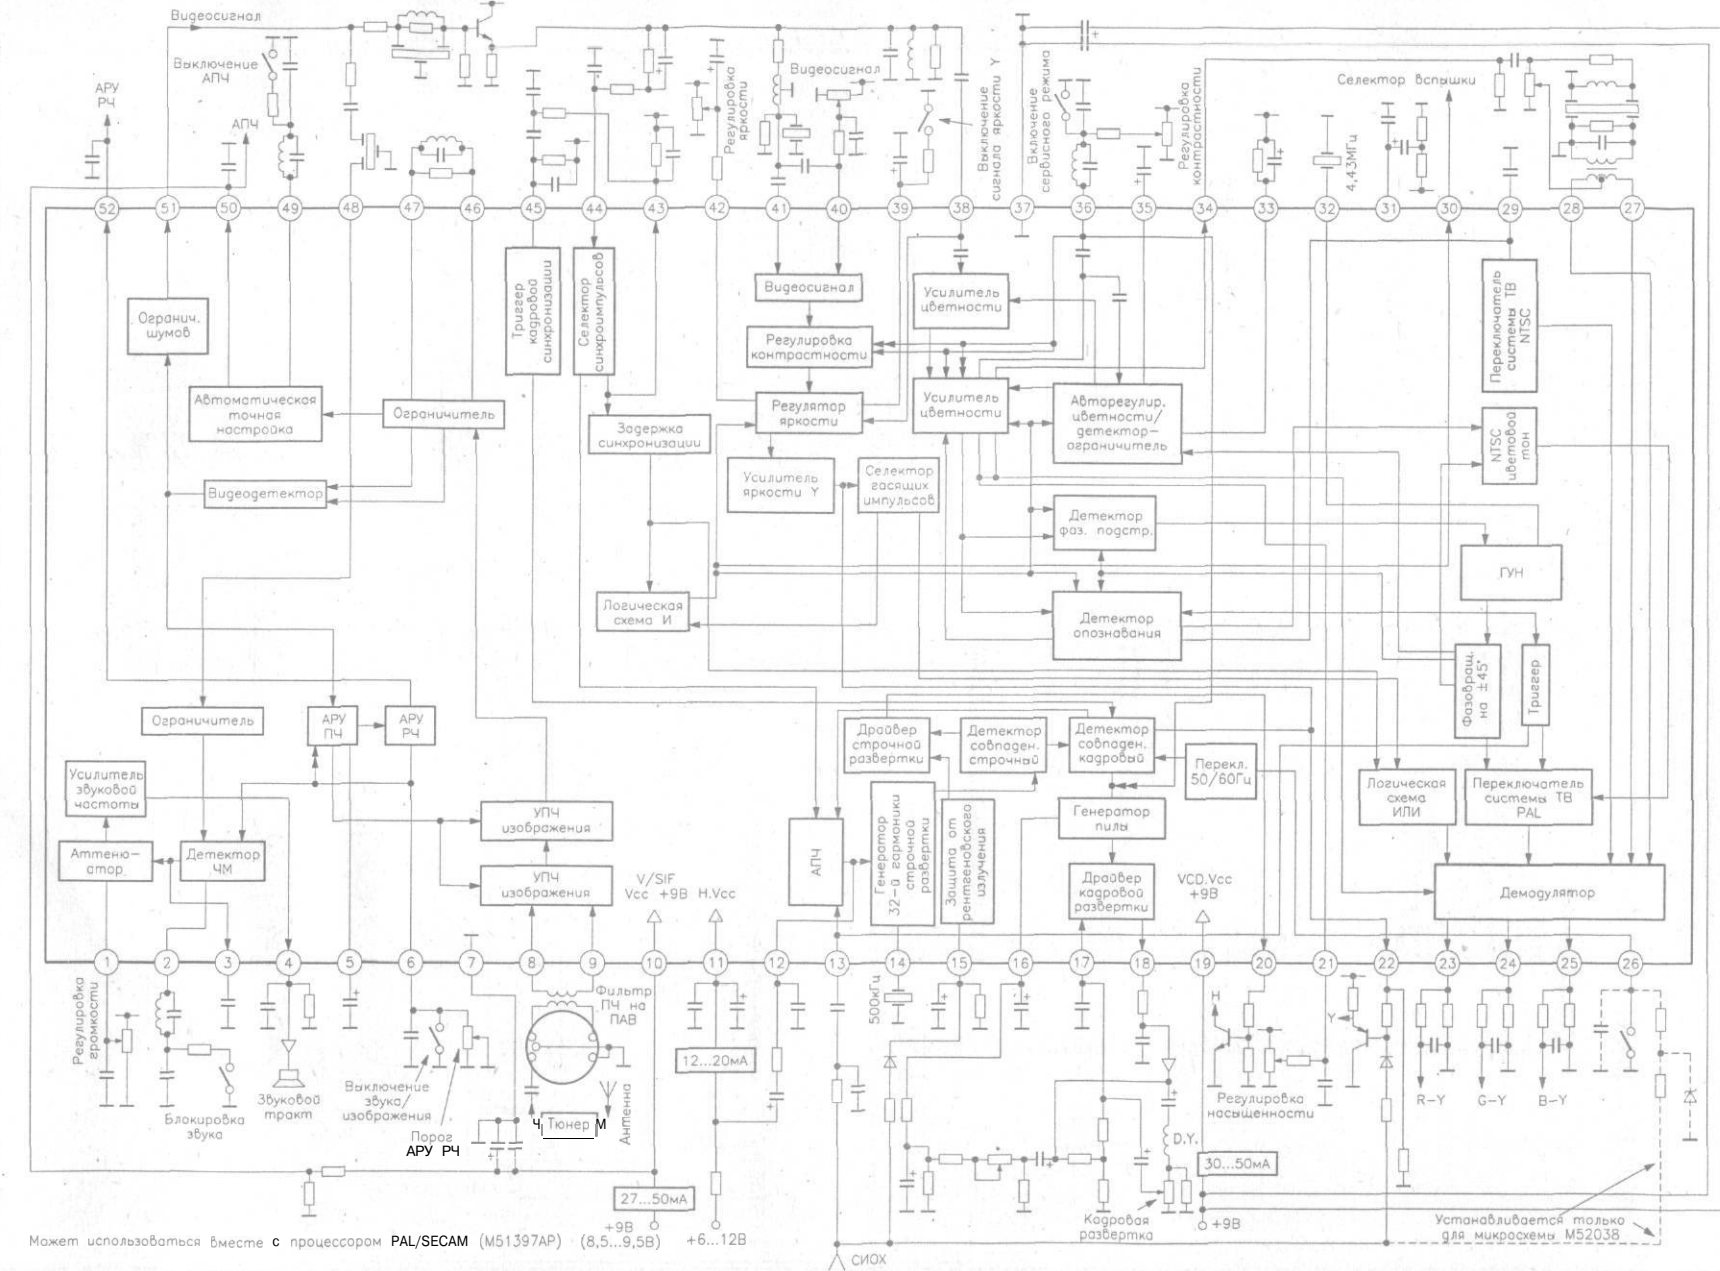 Видеосигнал
Выключение
АПЧ
АРУ
РЧ
АПЧ
Регулировка
яркости
Видеосигнал
Выключение
сигнала яркости Y
Включение
сервисного режима
Регулировка
контрастности
4,43МГц
Селектор вспышки
52
51
50
49
48
47
46
45
44
43
42
41
40
39
38
37
36
35
34
33
32
31
30
29
28
27
Огранич.
шумов
Автоматическая
точная
настройка
Ограничитель
Видеодетектор
Триггер
кадровой
синхронизации
Селектор
синхроимпульсов
Задержка
синхронизации
Видеосигнал
Регулировка
контрастности
Регулятор
яркости
Усилитель
яркости Y
Селектор
гасящих
импульсов
Усилитель
цветности
Усилитель
цветности
Авторегулир.
цветности/
детектор-
ограничитель
Переключатель
системы ТВ
NTSC
NTSC
цветовой
тон
Детектор
фаз. подстр.
ГУН
Логическая
схема И
Детектор
опознавания
Фазовращ.
на ±45°
Триггер
Ограничитель
АРУ
ПЧ
АРУ
РЧ
Драйвер
строчной
развертки
Детектор
совпаден.
строчный
Детектор
совпаден.
кадровый
Перекл.
50/60Гц
Усилитель
звуковой
частоты
УПЧ
изображения
Генератор
пилы
Логическая
схема
ИЛИ
Переключатель
системы ТВ
PAL
Аттеню-
атор
Детектор
ЧМ
УПЧ
изображения
АПЧ
Генератор
32-й гармоники
строчной
развертки
Защита от
рентгеновского
излучения
Драйвер
кадровой
развертки
Демодулятор
V/SIF
Vcc +9В
H.Vcc
VCD.Vcc
+9В
1
2
3
4
5
6
7
8
9
10
11
12
13
14
15
16
17
18
19
20
21
22
23
24
25
26
Регулировка
громкости
Блокировка
звука
Звуковой
тракт
Выключение
звука/
изображения
Порог
АРУ РЧ
Фильтр
ПЧ на
ПАВ
Ч Тюнер М
Антенна
12...20мА
27...50мА
+9В
(8,5...9,5В)
+6...12В
500кГц
D.Y.
Кадровая
развертка
30...50мА
+9В
H
Регулировка
насыщенности
Y
R-Y
G-Y
B-Y
Устанавливается только
для микросхемы M52038
СИОХ
Может использоваться вместе с процессором PAL/SECAM (M51397AP)